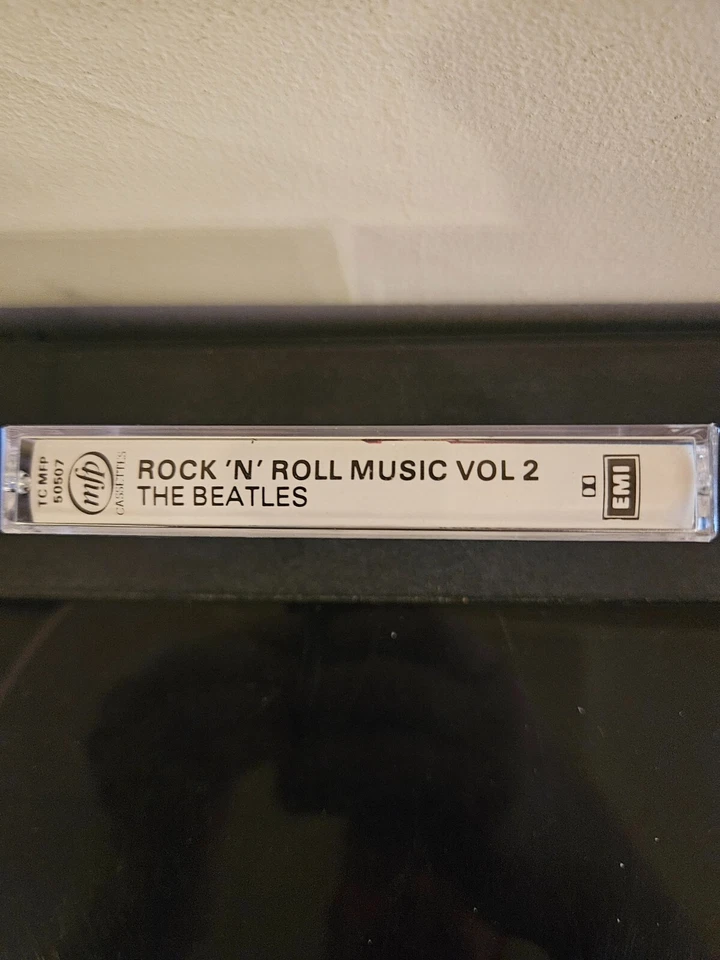 TC MFP
50507
mfp
CASSETTES
ROCK 'N' ROLL MUSIC VOL 2
THE BEATLES
EMI